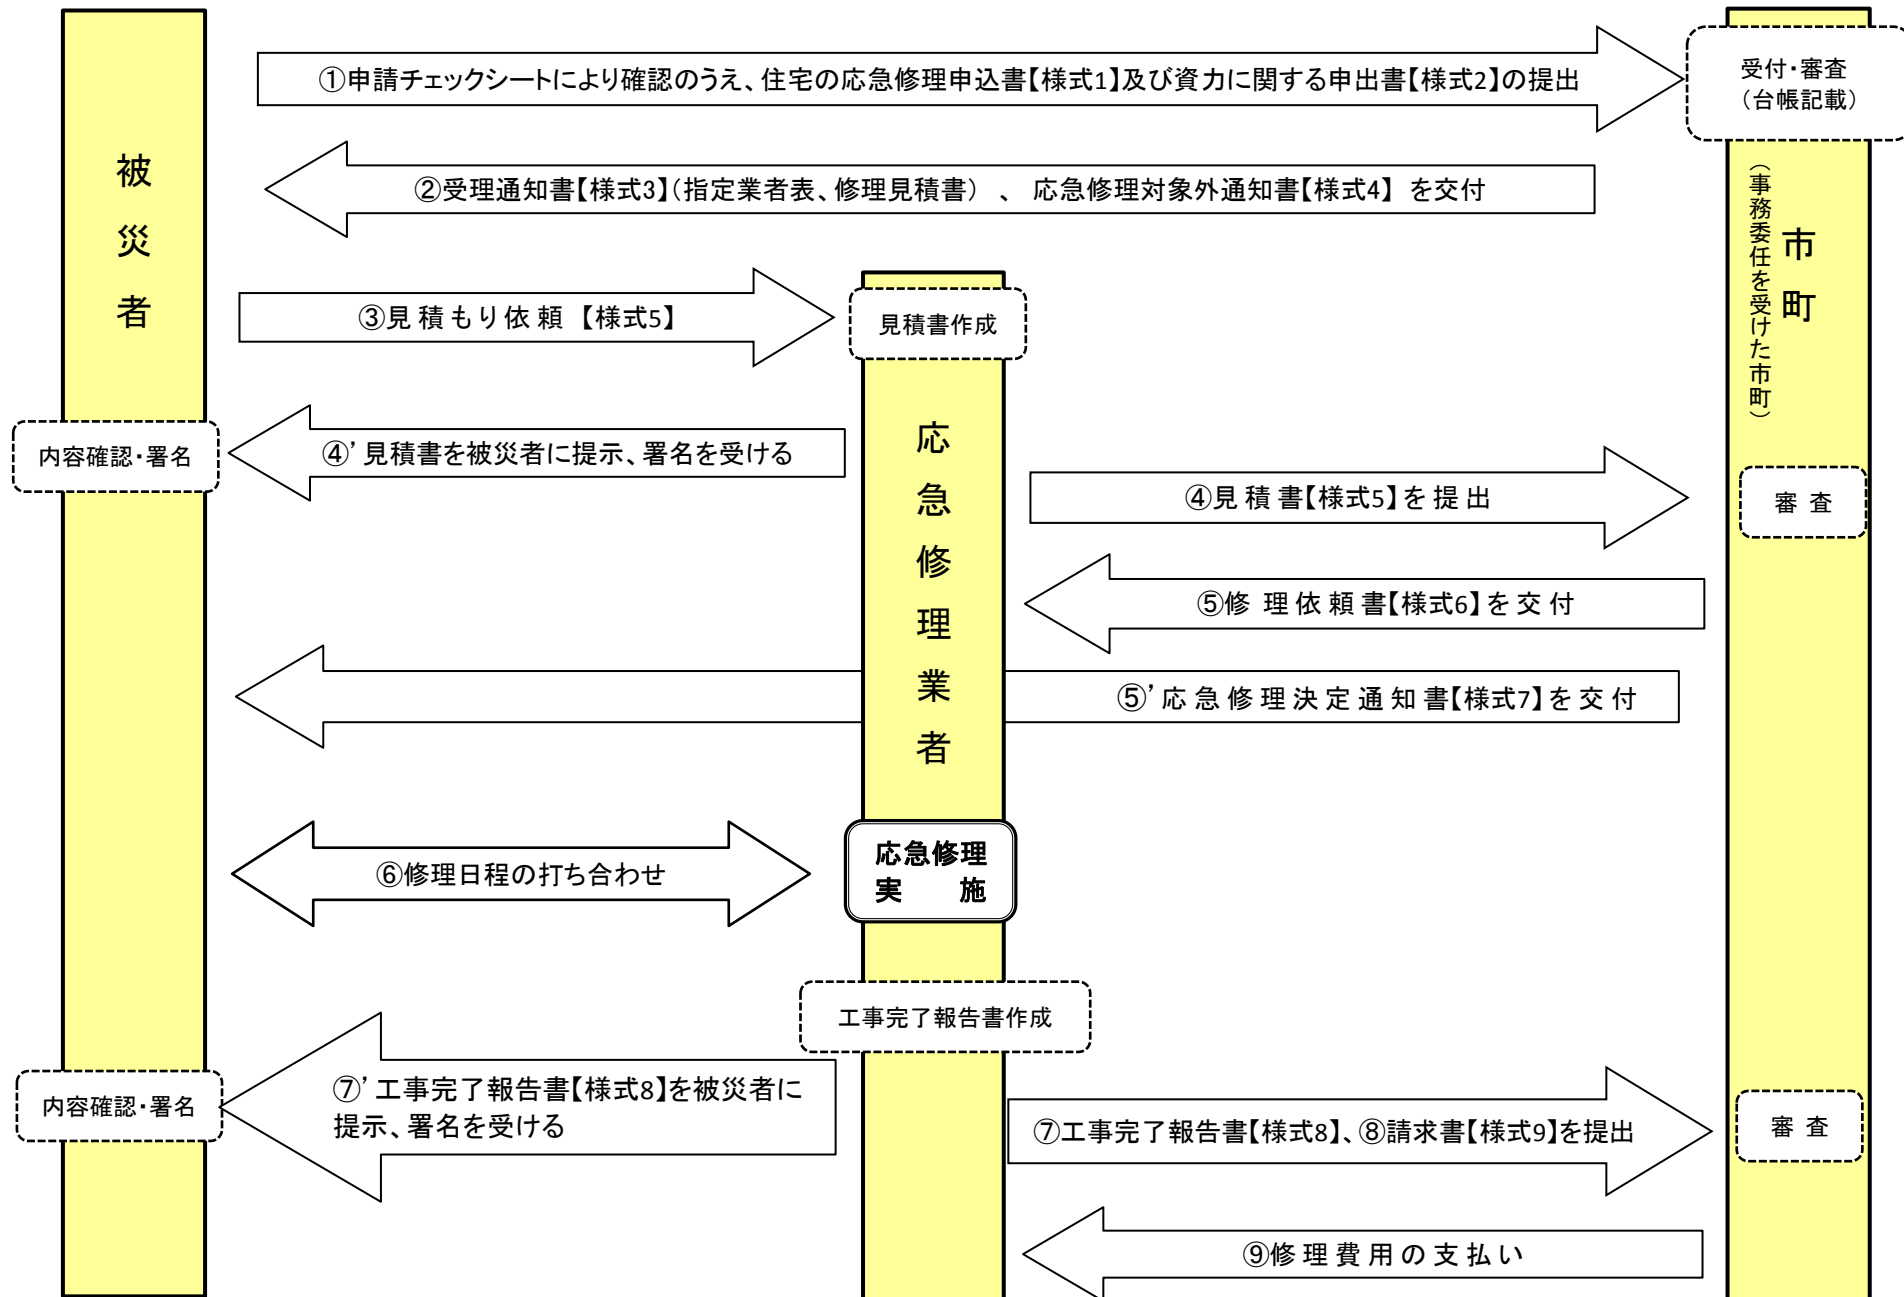 ①申請チェックシートにより確認のうえ、住宅の応急修理申込書【様式1】及び資力に関する申出書【様式2】の提出
受付・審査
（台帳記載）
被災者
市町
（事務委任を受けた市町）
②受理通知書【様式3】（指定業者表、修理見積書） 、 応急修理対象外通知書【様式4】 を交付
③見積もり依頼 【様式5】
見積書作成
応急修理業者
内容確認・署名
④’ 見積書を被災者に提示、署名を受ける
④見積書【様式5】を提出
審 査
⑤修 理依頼書【様式6】を交付
⑤’ 応急修理決定通知書【様式7】を交付
⑥修理日程の打ち合わせ
応急修理
実　　施
工事完了報告書作成
内容確認・署名
⑦’ 工事完了報告書【様式8】を被災者に
提示、署名を受ける
⑦工事完了報告書【様式8】、⑧請求書【様式9】を提出
審 査
⑨修理費用の支払い